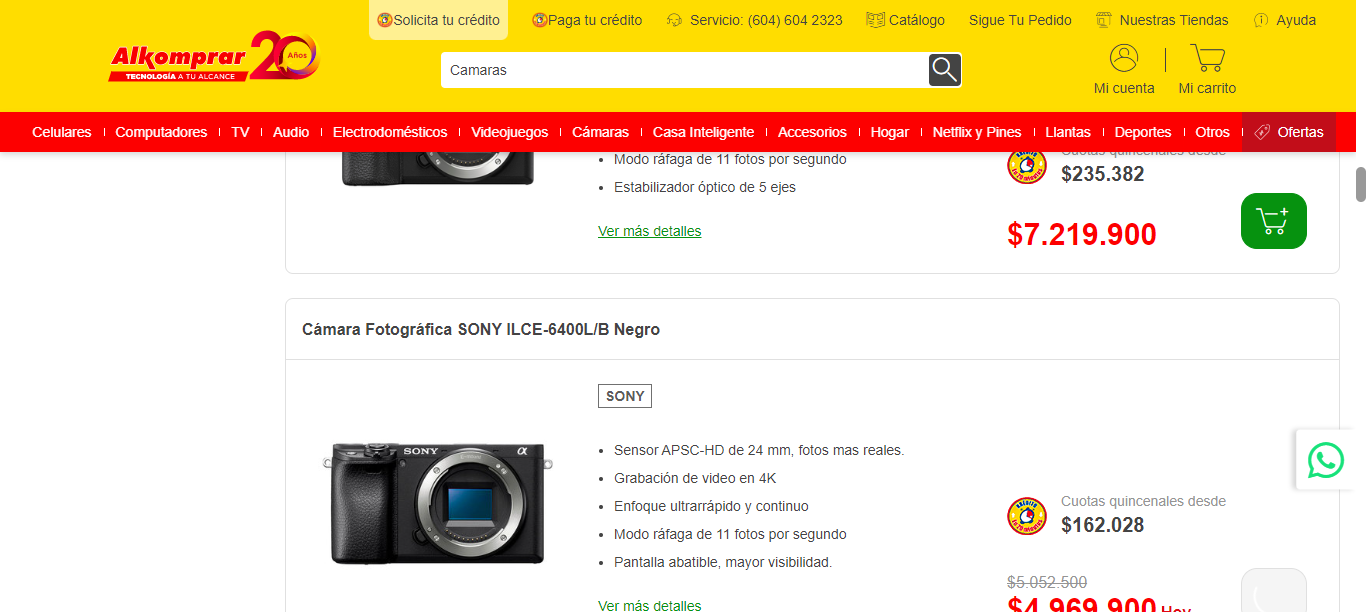 Solicita tu crédito
Paga tu crédito
Servicio: (604) 604 2323
Catálogo
Sigue Tu Pedido
Nuestras Tiendas
Ayuda
Alkomprar 20 Años
TECNOLOGÍA A TU ALCANCE
Camaras
Mi cuenta
Mi carrito
Celulares
Computadores
TV
Audio
Electrodomésticos
Videojuegos
Cámaras
Casa Inteligente
Accesorios
Hogar
Netflix y Pines
Llantas
Deportes
Otros
Ofertas
Modo ráfaga de 11 fotos por segundo
Estabilizador óptico de 5 ejes
Ver más detalles
Cuotas quincenales desde
$235.382
$7.219.900
Cámara Fotográfica SONY ILCE-6400L/B Negro
SONY
SONY α
Sensor APSC-HD de 24 mm, fotos mas reales.
Grabación de video en 4K
Enfoque ultrarrápido y continuo
Modo ráfaga de 11 fotos por segundo
Pantalla abatible, mayor visibilidad.
Ver más detalles
Cuotas quincenales desde
$162.028
$5.052.500
$4.969.900 Hoy